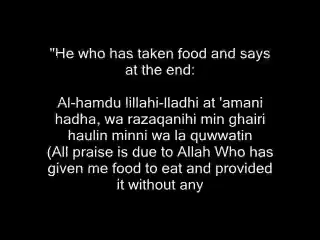 "He who has taken food and says
at the end:
Al-hamdu lillahi-lladhi at 'amani
hadha, wa razaqanihi min ghairi
haulin minni wa la quwwatin
(All praise is due to Allah Who has
given me food to eat and provided
it without any